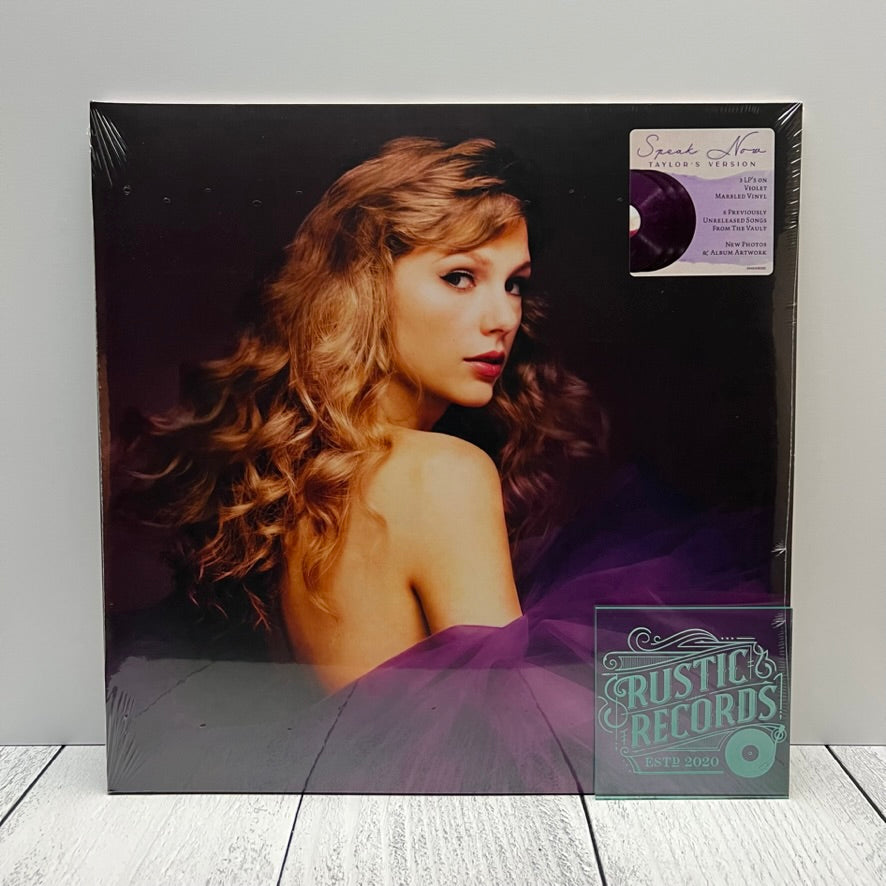 Speak Now
TAYLOR'S VERSION
3 LP'S ON
VIOLET
MARBLED VINYL
6 PREVIOUSLY
UNRELEASED SONGS
FROM THE VAULT
NEW PHOTOS
& ALBUM ARTWORK
RUSTIC
RECORDS
ESTD 2020